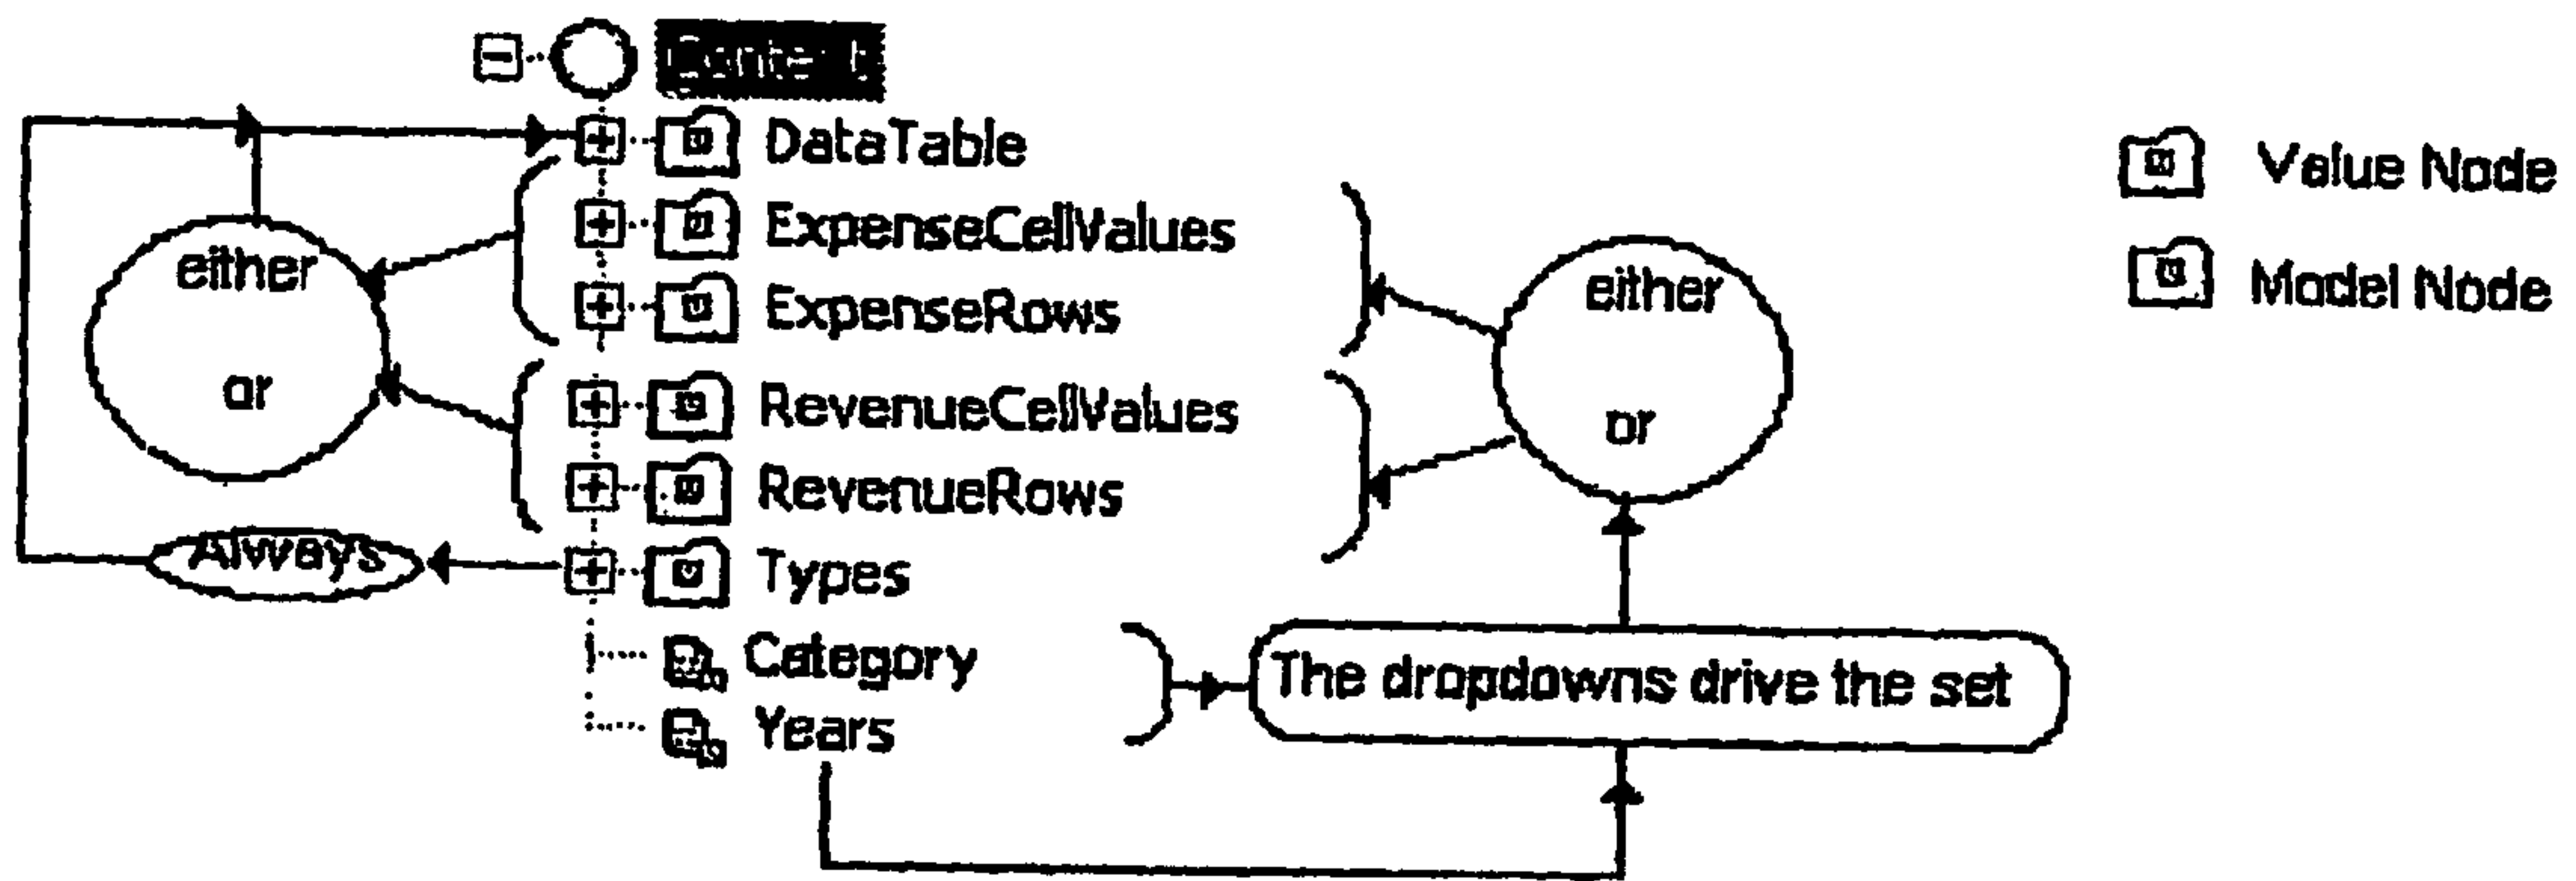 DataTable
ExpenseCellValues
ExpenseRows
RevenueCellValues
RevenueRows
Types
Category
Years
either
or
Always
either
or
The dropdowns drive the set
Value Node
Model Node